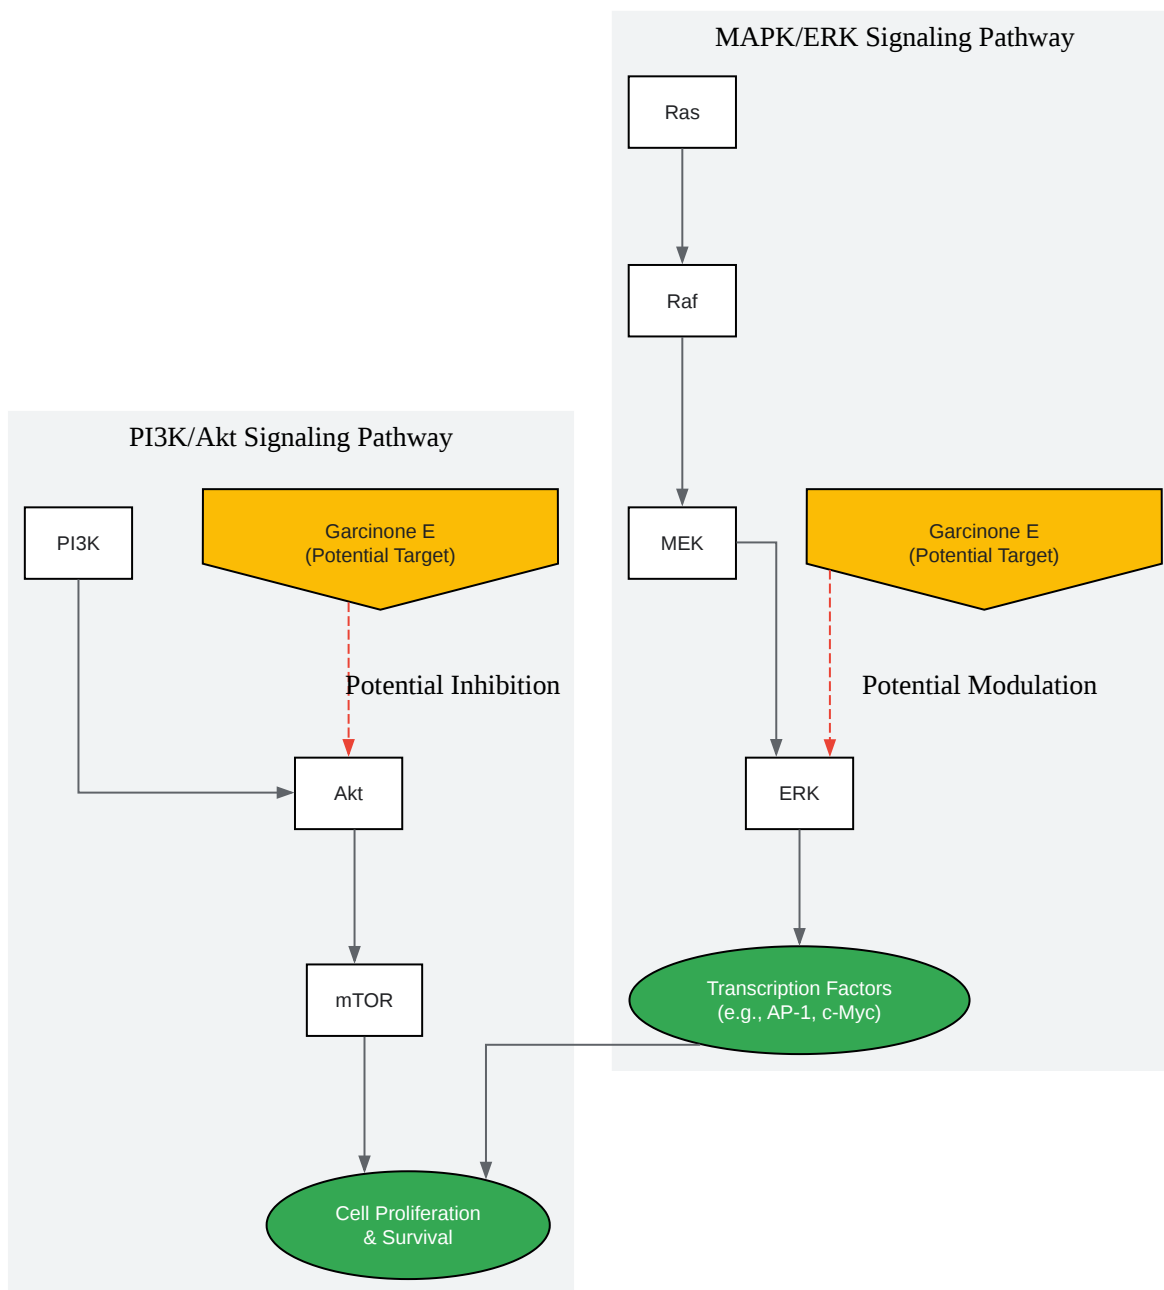 MAPK/ERK Signaling Pathway
Ras
Raf
MEK
Garcinone E
(Potential Target)
Potential Modulation
ERK
Transcription Factors
(e.g., AP-1, c-Myc)
PI3K/Akt Signaling Pathway
PI3K
Garcinone E
(Potential Target)
Potential Inhibition
Akt
mTOR
Cell Proliferation
& Survival